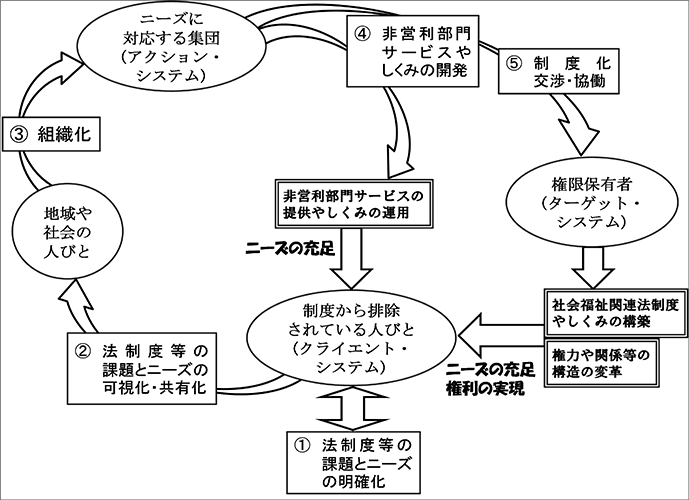 ニーズに
対応する集団
(アクション・
システム)
④ 非営利部門
サービスや
しくみの開発
⑤ 制度化
交渉・協働
③ 組織化
地域や
社会の
人びと
非営利部門サービスの
提供やしくみの運用
権限保有者
(ターゲット・
システム)
ニーズの充足
制度から排除
されている人びと
(クライエント・
システム)
社会福祉関連法制度
やしくみの構築
権力や関係等の
構造の変革
ニーズの充足
権利の実現
② 法制度等の
課題とニーズの
可視化・共有化
① 法制度等の
課題とニーズ
の明確化